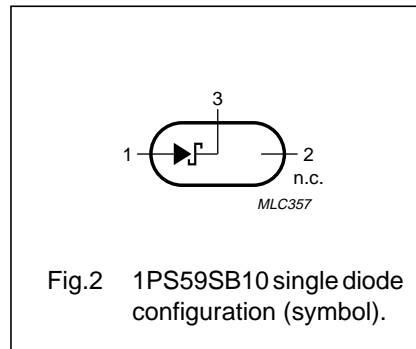 3
1
2
n.c.
MLC357
Fig.2 1PS59SB10 single diode
configuration (symbol).